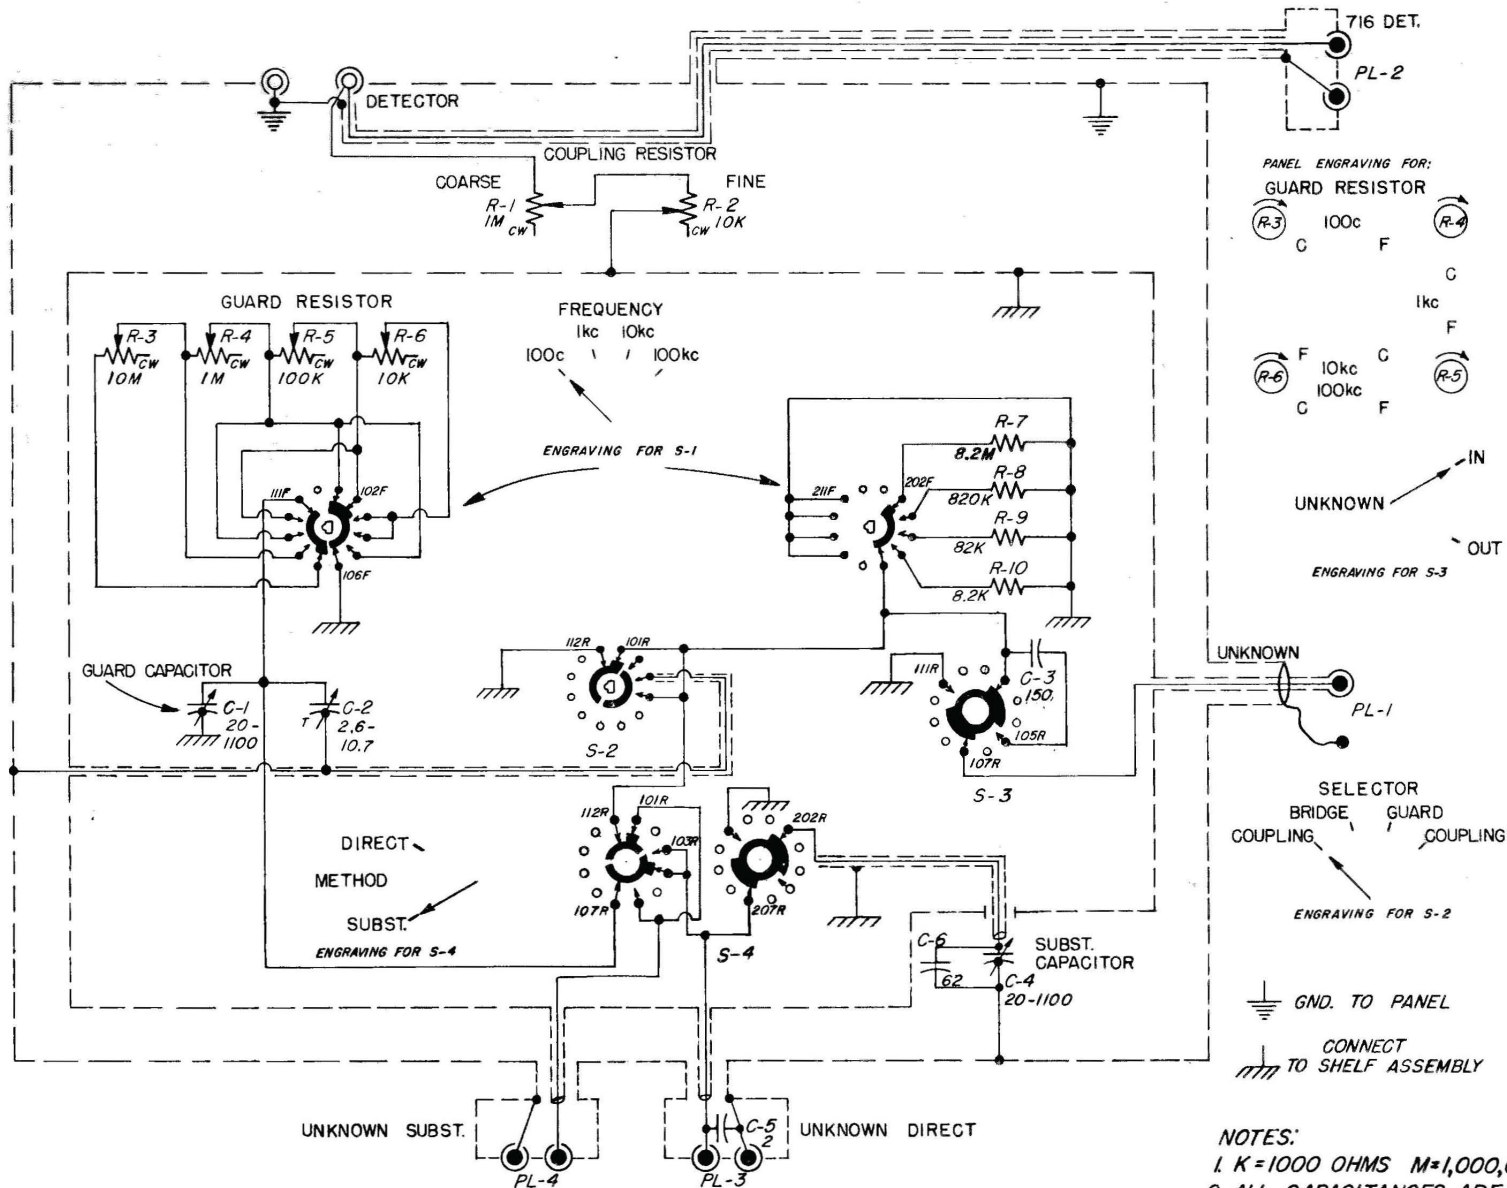 716 DET.
PL-2
DETECTOR
COUPLING RESISTOR
COARSE
FINE
R-1
1M
CW
R-2
10K
CW
PANEL ENGRAVING FOR:
GUARD RESISTOR
R-3
100c
R-4
C
F
C
1kc
F
F
C
R-6
10kc
R-5
100kc
C
F
GUARD RESISTOR
R-3
CW
10M
R-4
CW
1M
R-5
CW
100K
R-6
CW
10K
FREQUENCY
1kc 10kc
100c 100kc
ENGRAVING FOR S-1
111F
102F
106F
211F
202F
R-7
8.2M
R-8
820K
R-9
82K
R-10
8.2K
IN
UNKNOWN
OUT
ENGRAVING FOR S-3
GUARD CAPACITOR
C-1
20-
1100
C-2
T
2.6-
10.7
112R
101R
S-2
111R
C-3
150
105R
107R
S-3
UNKNOWN
PL-1
SELECTOR
BRIDGE GUARD
COUPLING COUPLING
ENGRAVING FOR S-2
DIRECT
METHOD
SUBST.
ENGRAVING FOR S-4
112R
101R
103R
107R
202R
207R
S-4
C-6
62
SUBST.
CAPACITOR
C-4
20-1100
GND. TO PANEL
CONNECT
TO SHELF ASSEMBLY
UNKNOWN SUBST.
PL-4
C-5
2
UNKNOWN DIRECT
PL-3
NOTES:
1. K=1000 OHMS M=1,000,